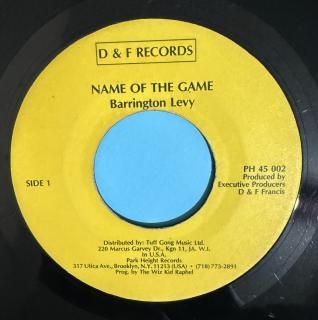 D & F RECORDS
NAME OF THE GAME
Barrington Levy
SIDE 1
PH 45 002
Produced by
Executive Producers
D & F Francis
Distributed by: Tuff Gong Music Ltd.
220 Marcus Garvey Dr., Kgn 11, JA. W.I.
In U.S.A.
Park Height Records
317 Utica Ave., Brooklyn, N.Y. 11213 (USA) • (718) 773-2893
Prog. by The Wiz Kid Raphel